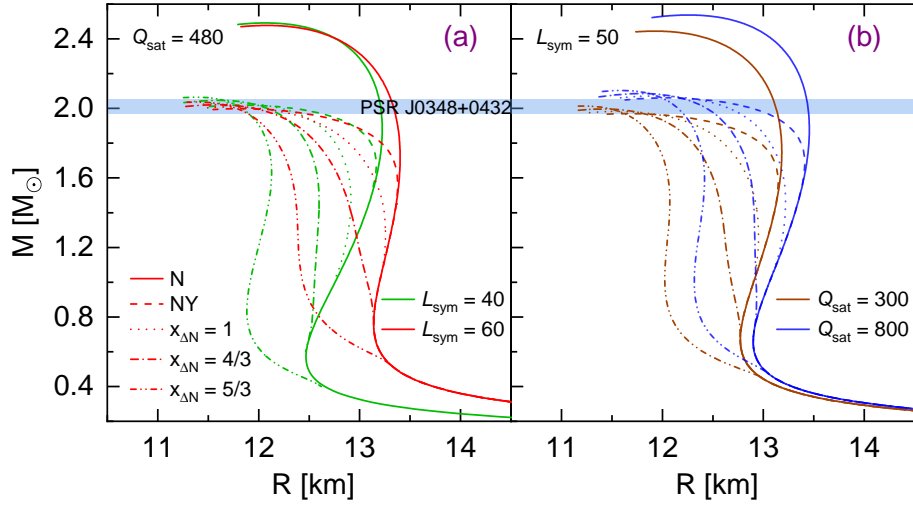 Q_sat = 480
(a)
L_sym = 50
(b)
PSR J0348+0432
M [M_⊙]
2.4
2.0
1.6
1.2
0.8
0.4
N
NY
x_ΔN = 1
x_ΔN = 4/3
x_ΔN = 5/3
L_sym = 40
L_sym = 60
Q_sat = 300
Q_sat = 800
11 12 13 14
11 12 13 14
R [km]
R [km]